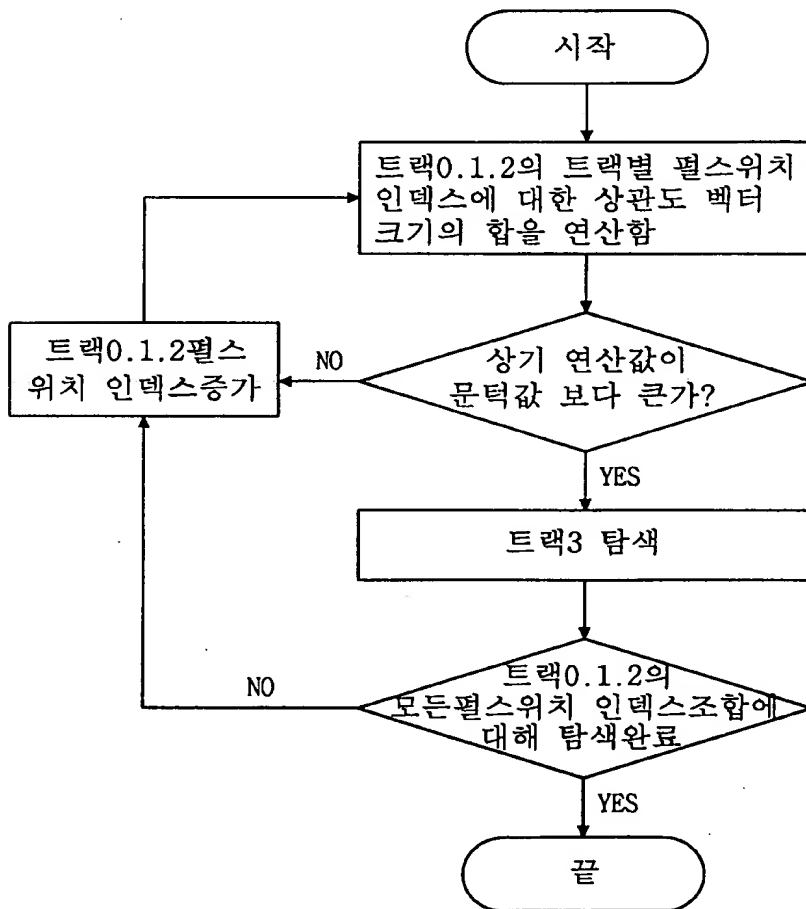 시작
트랙0.1.2의 트랙별 펄스위치
인덱스에 대한 상관도 벡터
크기의 합을 연산함
트랙0.1.2펄스
위치 인덱스증가
NO
상기 연산값이
문턱값 보다 큰가?
YES
트랙3 탐색
트랙0.1.2의
모든펄스위치 인덱스조합에
대해 탐색완료
NO
YES
끝